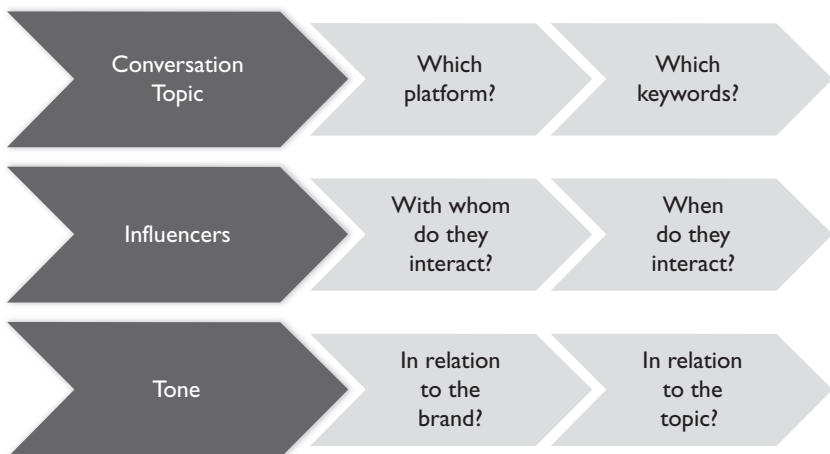 Conversation
Topic
Which
platform?
Which
keywords?
Influencers
With whom
do they
interact?
When
do they
interact?
Tone
In relation
to the
brand?
In relation
to the
topic?